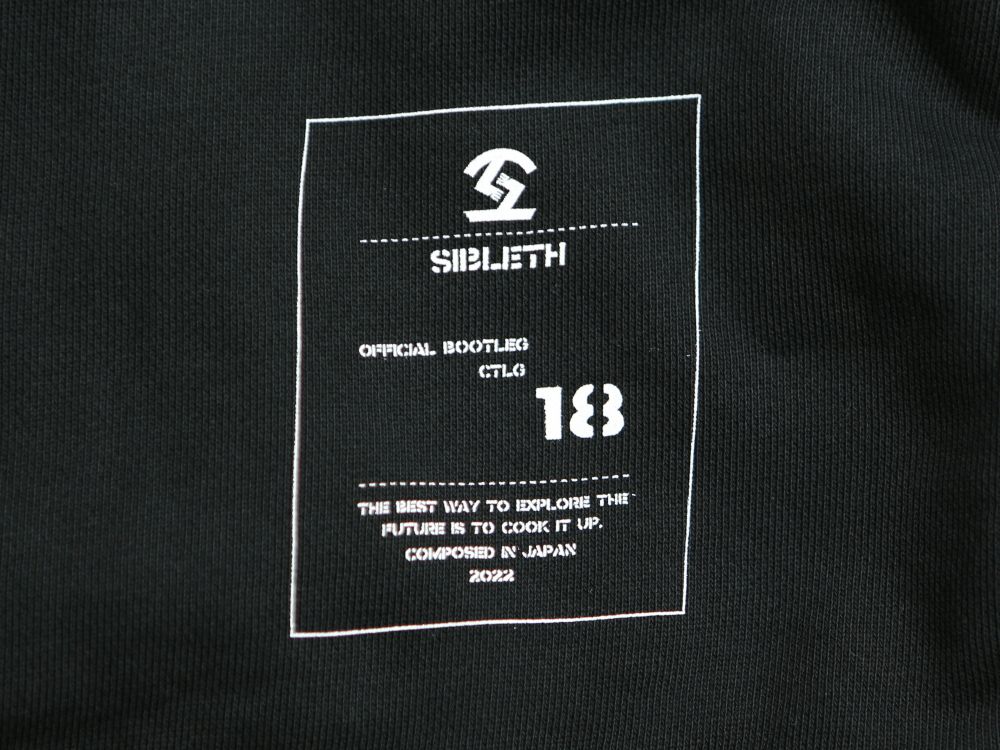 SIBLETH
OFFICIAL BOOTLEG
CTLG
18
THE BEST WAY TO EXPLORE THE
FUTURE IS TO COOK IT UP.
COMPOSED IN JAPAN
2022